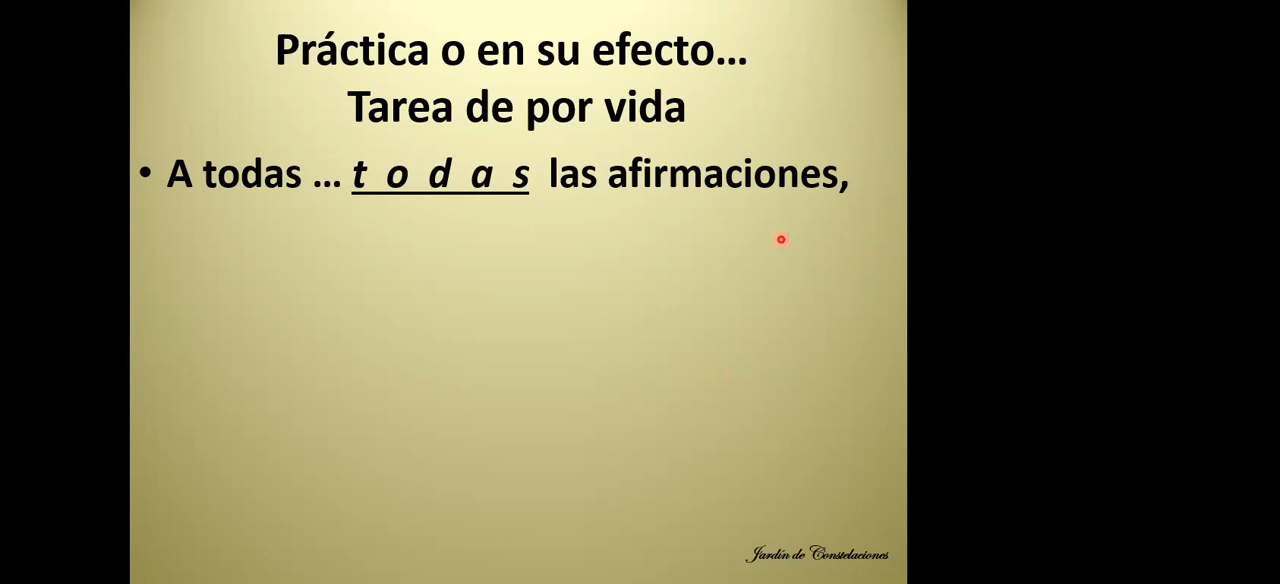 Práctica o en su efecto...
Tarea de por vida
• A todas ... t o d a s las afirmaciones,
Jardín de Constelaciones